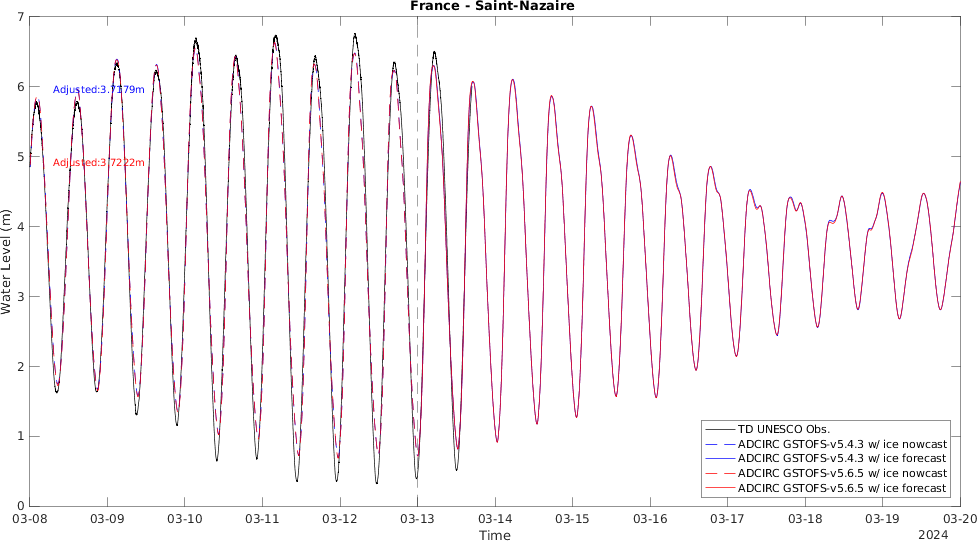 France - Saint-Nazaire
7
6
5
4
3
2
1
0
Water Level (m)
Adjusted:3.7179m
Adjusted:3.7222m
TD UNESCO Obs.
ADCIRC GSTOFS-v5.4.3 w/ ice nowcast
ADCIRC GSTOFS-v5.4.3 w/ ice forecast
ADCIRC GSTOFS-v5.6.5 w/ ice nowcast
ADCIRC GSTOFS-v5.6.5 w/ ice forecast
03-08 03-09 03-10 03-11 03-12 03-13 03-14 03-15 03-16 03-17 03-18 03-19 03-20
Time
2024